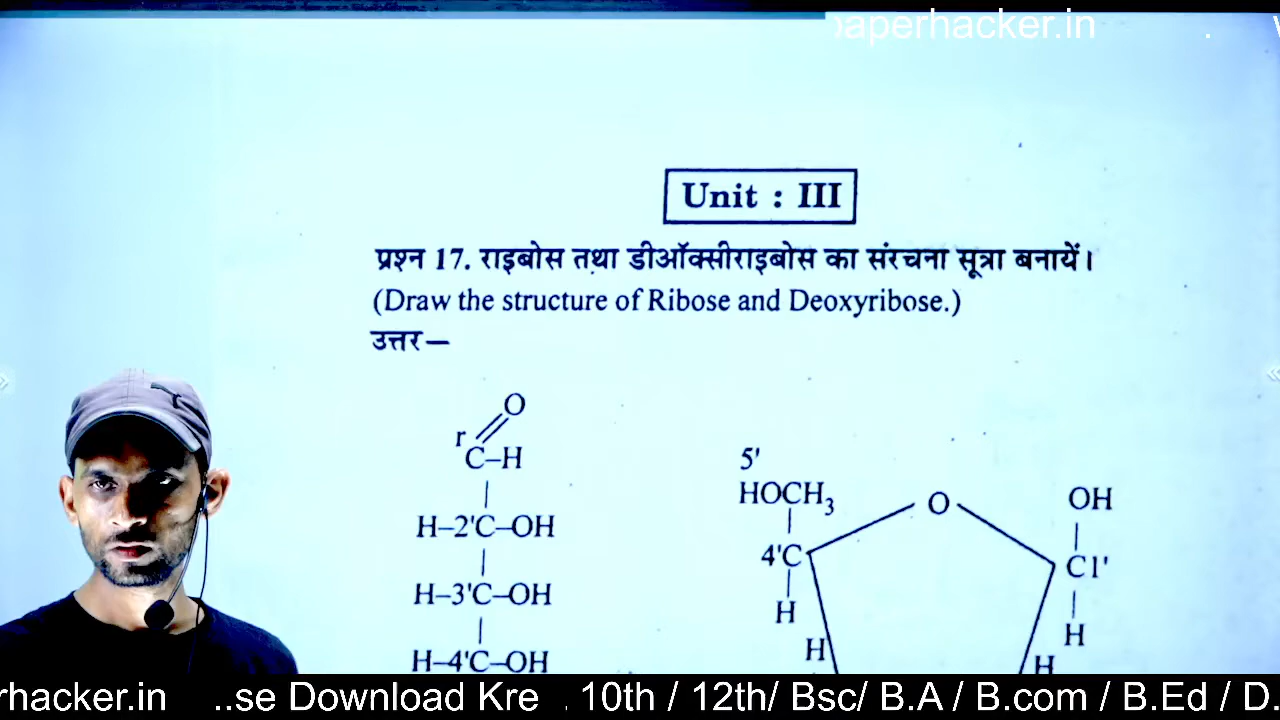 paperhacker.in
Unit : III
प्रश्न 17. राइबोस तथा डीऑक्सीराइबोस का संरचना सूत्रा बनायें।
(Draw the structure of Ribose and Deoxyribose.)
उत्तर—
O
r
C–H
H–2'C–OH
H–3'C–OH
H–4'C–OH
5'
HOCH₃
O
OH
4'C
C1'
H
H
H
H
rhacker.in ..se Download Kre . 10th / 12th/ Bsc/ B.A / B.com / B.Ed / D.